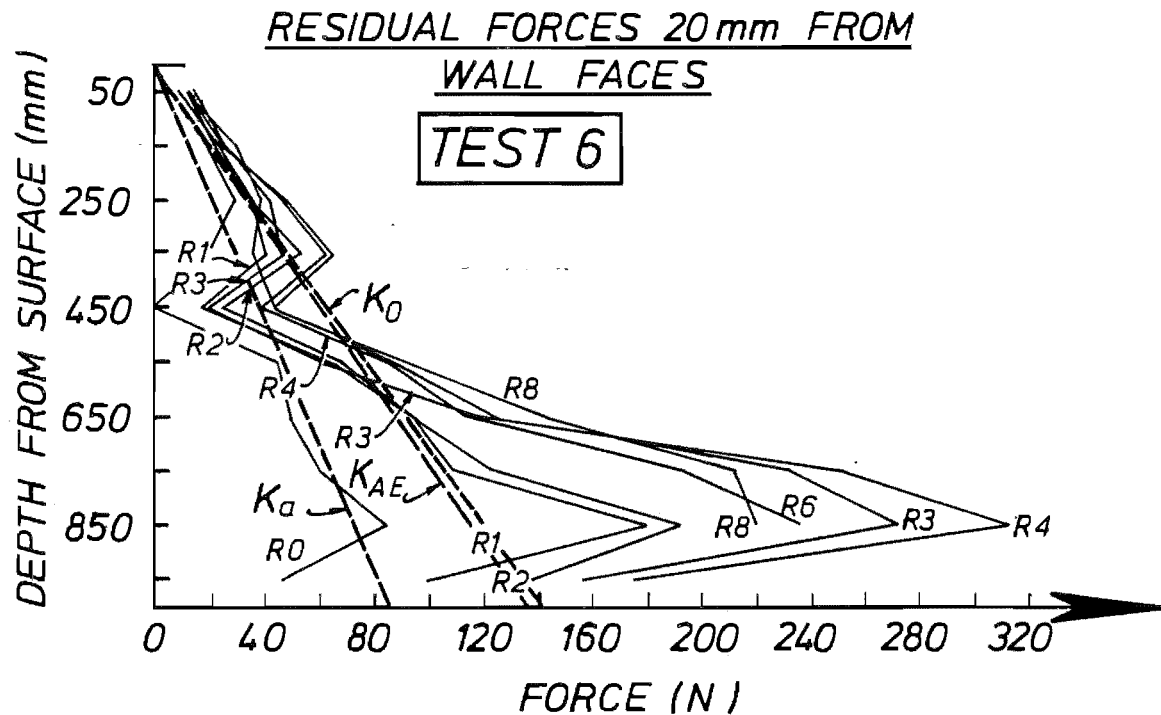 RESIDUAL FORCES 20mm FROM
WALL FACES
TEST 6
DEPTH FROM SURFACE (mm)
50
250
450
650
850
R1
R3
R2
R4
R3
K0
KAE
Ka
R0
R8
R1
R2
R8
R6
R3
R4
0 40 80 120 160 200 240 280 320
FORCE (N)